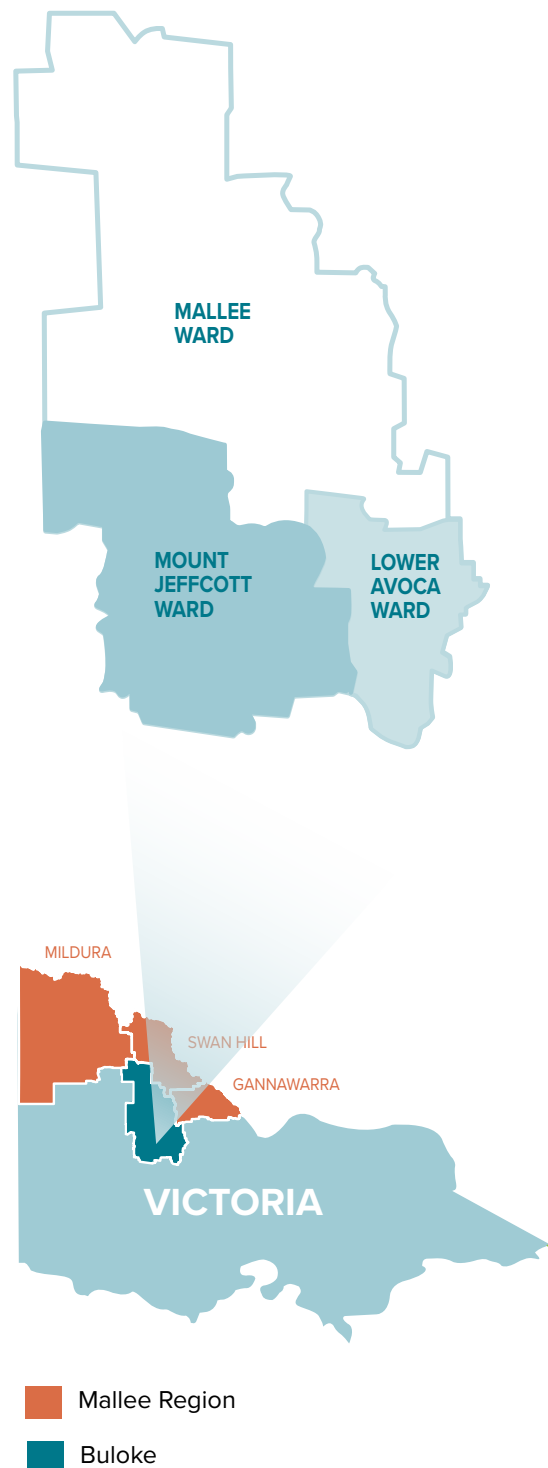 MALLEE
WARD
MOUNT
JEFFCOTT
WARD
LOWER
AVOCA
WARD
MILDURA
SWAN HILL
GANNAWARRA
VICTORIA
Mallee Region
Buloke